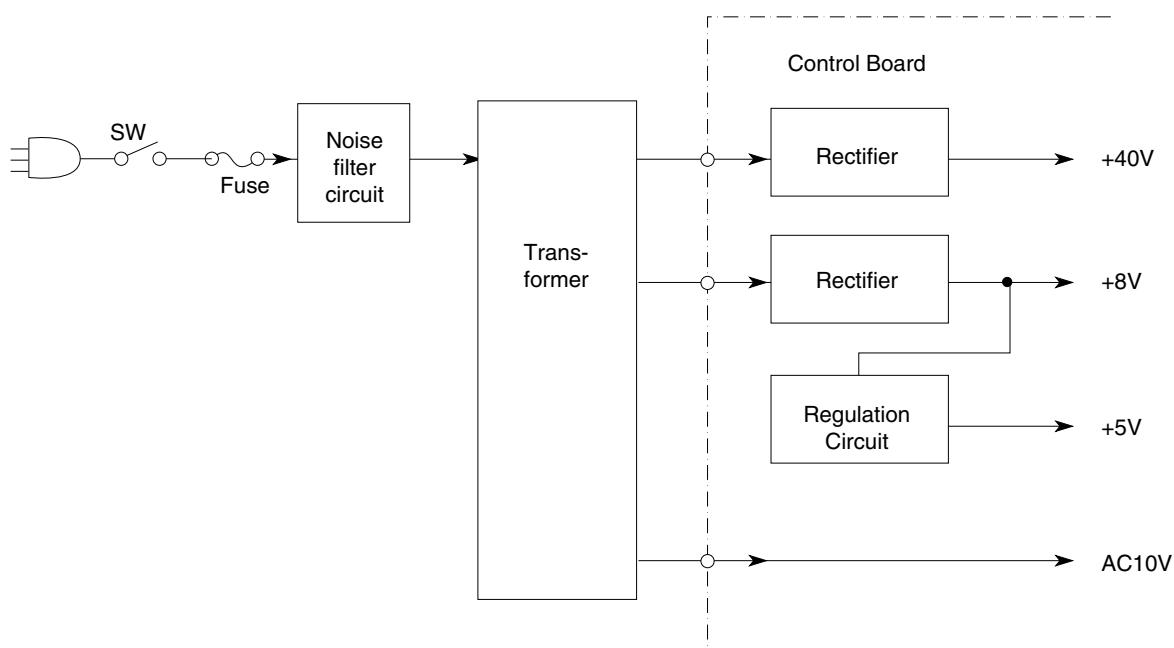 Control Board
SW
Fuse
Noise
filter
circuit
Trans-
former
Rectifier
+40V
Rectifier
+8V
Regulation
Circuit
+5V
AC10V